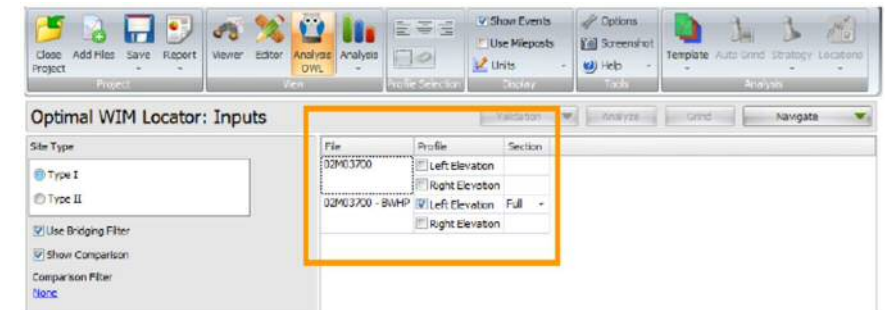 Close Project
Add Files
Save
Report
Viewer
Editor
Analysis OWL
Analysis
Show Events
Use Mileposts
Units
Options
Screenshot
Help
Template
Auto Grind
Strategy
Locations
Project
View
Profile Selection
Display
Tools
Analysis
Optimal WIM Locator: Inputs
Validation
Analyze
Grind
Navigate
Site Type
Type I
Type II
Use Bridging Filter
Show Comparison
Comparison Filter
None
File Profile Section
02M03700 Left Elevation
Right Elevation
02M03700 - BWHP Left Elevation Full
Right Elevation